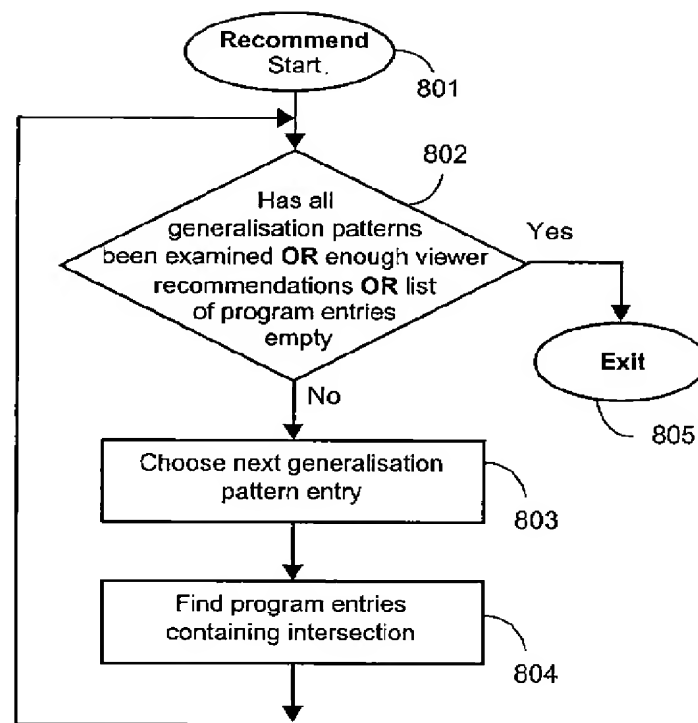 Recommend
Start.
801
802
Has all
generalisation patterns
been examined OR enough viewer
recommendations OR list
of program entries
empty
Yes
Exit
805
No
Choose next generalisation
pattern entry
803
Find program entries
containing intersection
804